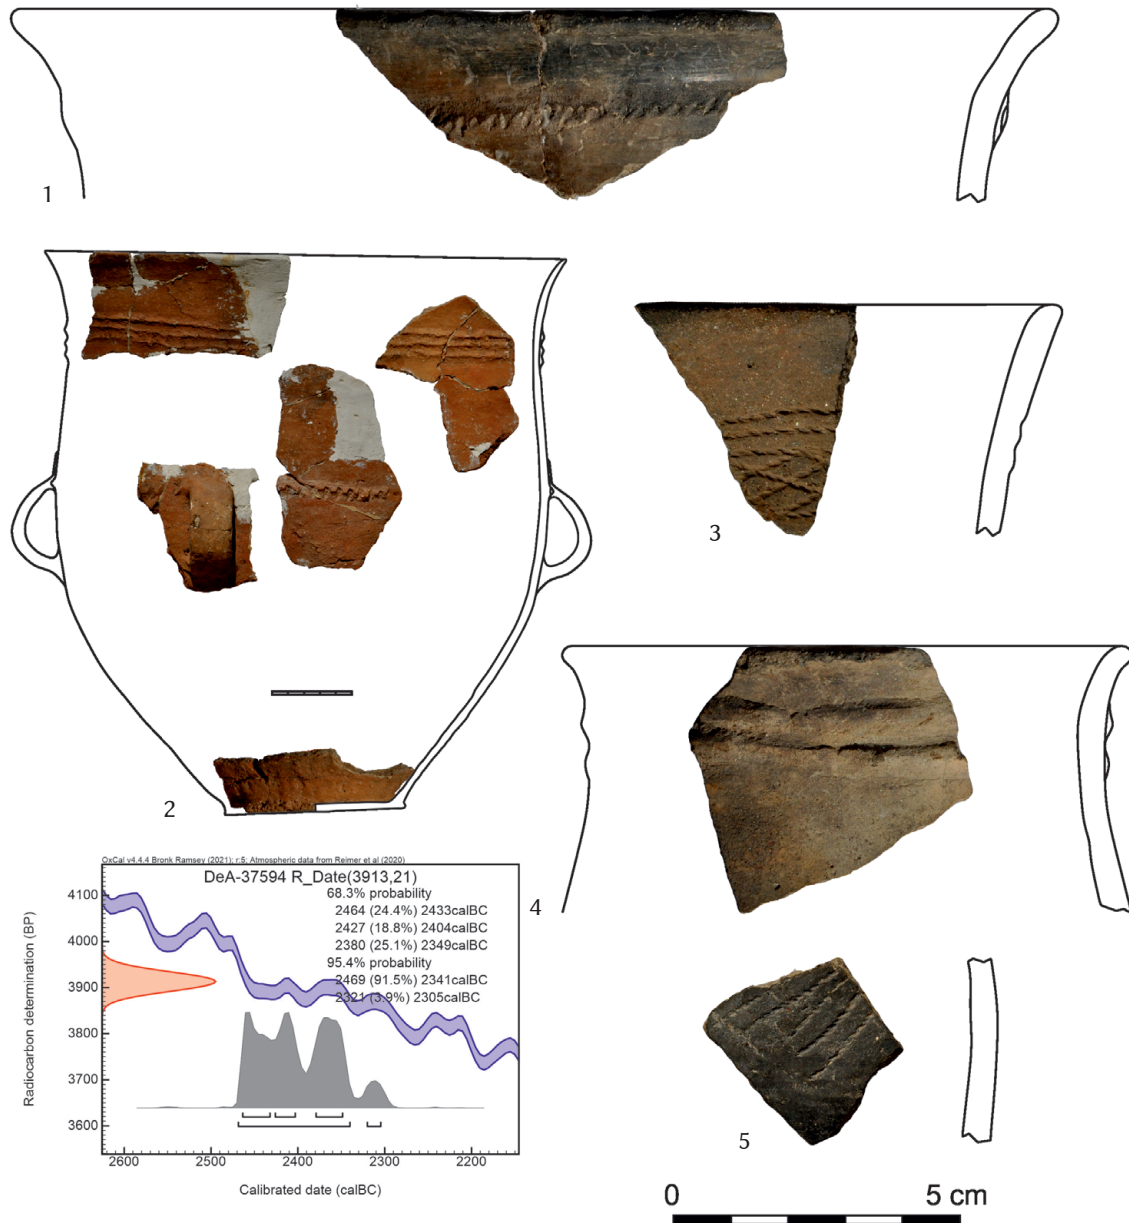 1
2
3
4
5
OxCal v4.4.4 Bronk Ramsey (2021); r:5; Atmospheric data from Reimer et al (2020)
DeA-37594 R_Date(3913,21)
68.3% probability
2464 (24.4%) 2433calBC
2427 (18.8%) 2404calBC
2380 (25.1%) 2349calBC
95.4% probability
2469 (91.5%) 2341calBC
2321 (3.9%) 2305calBC
Radiocarbon determination (BP)
4100
4000
3900
3800
3700
3600
2600 2500 2400 2300 2200
Calibrated date (calBC)
0 5 cm